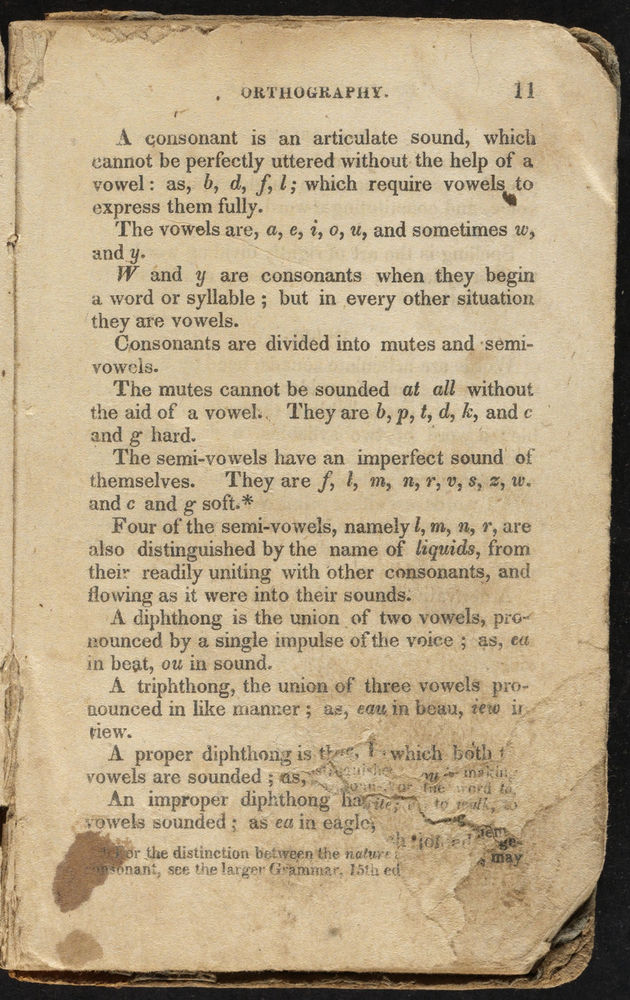 ORTHOGRAPHY. 11
A consonant is an articulate sound, which
cannot be perfectly uttered without the help of a
vowel: as, b, d, f, l; which require vowels to
express them fully.
The vowels are, a, e, i, o, u, and sometimes w,
and y.
W and y are consonants when they begin
a word or syllable; but in every other situation
they are vowels.
Consonants are divided into mutes and semi-
vowels.
The mutes cannot be sounded at all without
the aid of a vowel. They are b, p, t, d, k, and c
and g hard.
The semi-vowels have an imperfect sound of
themselves. They are f, l, m, n, r, v, s, z, w.
and c and g soft.*
Four of the semi-vowels, namely l, m, n, r, are
also distinguished by the name of liquids, from
their readily uniting with other consonants, and
flowing as it were into their sounds.
A diphthong is the union of two vowels, pro-
nounced by a single impulse of the voice; as, ea
in beat, ou in sound.
A triphthong, the union of three vowels pro-
nounced in like manner; as, eau in beau, iew in
view.
A proper diphthong is which both
vowels are sounded; as, making
the word to
An improper diphthong to walk,
vowels sounded; as ea in eagle,
or the distinction between the nature
may
consonant, see the larger Grammar, 15th ed